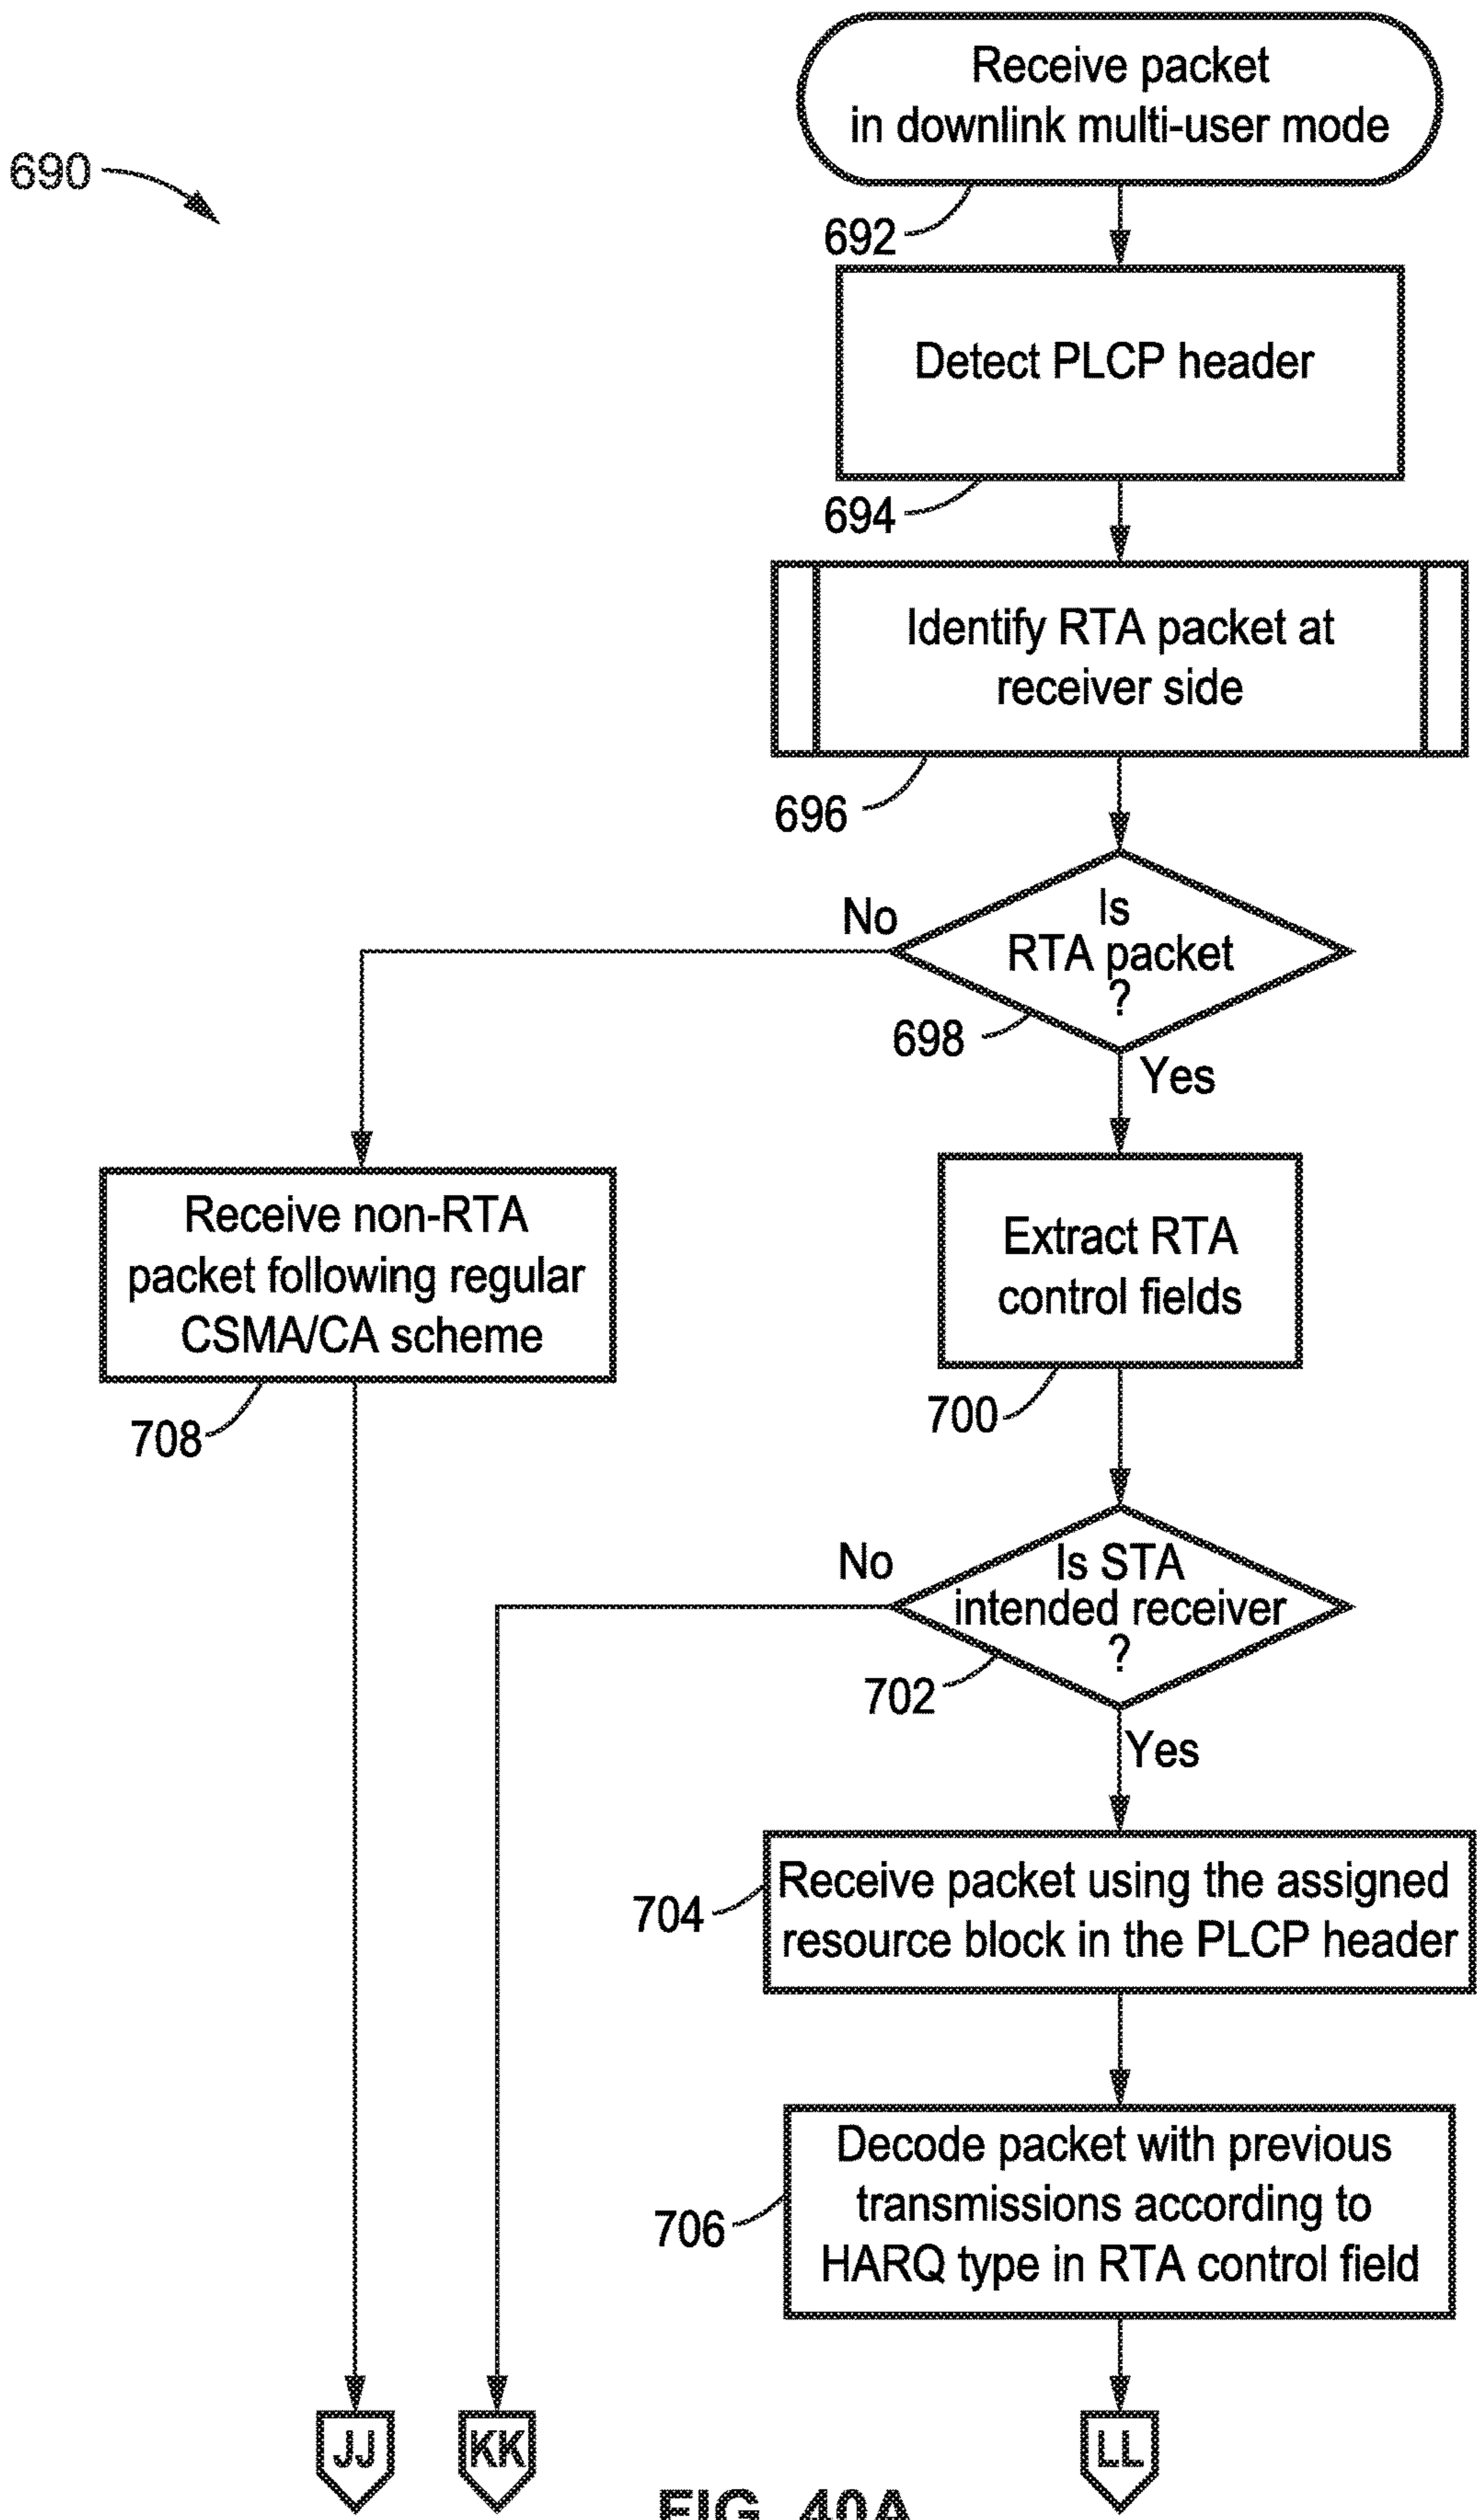 Receive packet
in downlink multi-user mode
690
692
Detect PLCP header
694
Identify RTA packet at
receiver side
696
Is
RTA packet
?
No
698
Yes
Receive non-RTA
packet following regular
CSMA/CA scheme
708
Extract RTA
control fields
700
Is STA
intended receiver
?
No
702
Yes
704
Receive packet using the assigned
resource block in the PLCP header
Decode packet with previous
transmissions according to
HARQ type in RTA control field
706
JJ
KK
LL
FIG. 40A